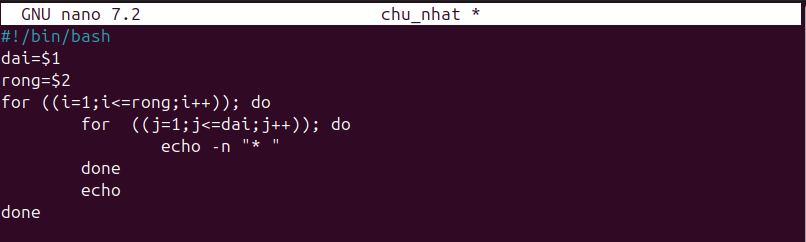 GNU nano 7.2 chu_nhat *
#!/bin/bash
dai=$1
rong=$2
for ((i=1;i<=rong;i++)); do
        for  ((j=1;j<=dai;j++)); do
                echo -n "* "
        done
        echo
done